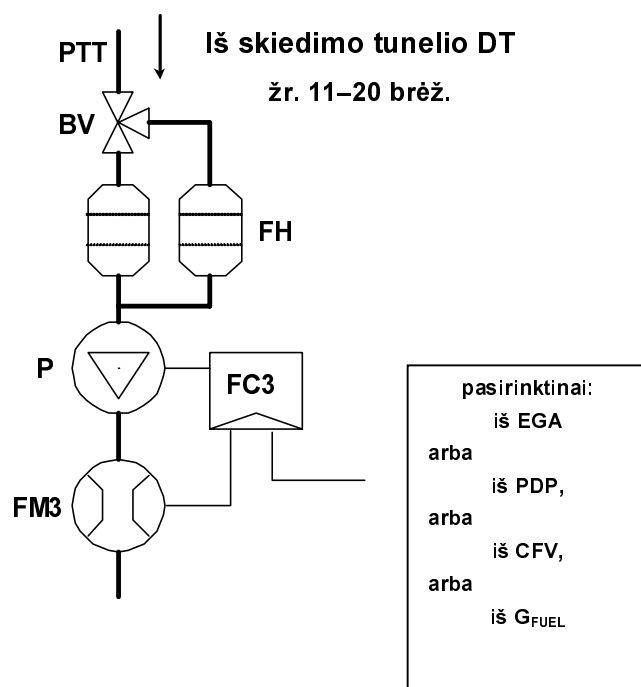 PTT
Iš skiedimo tunelio DT
žr. 11–20 brėž.
BV
FH
P
FC3
FM3
pasirinktinai:
iš EGA
arba
iš PDP,
arba
iš CFV,
arba
iš GFUEL